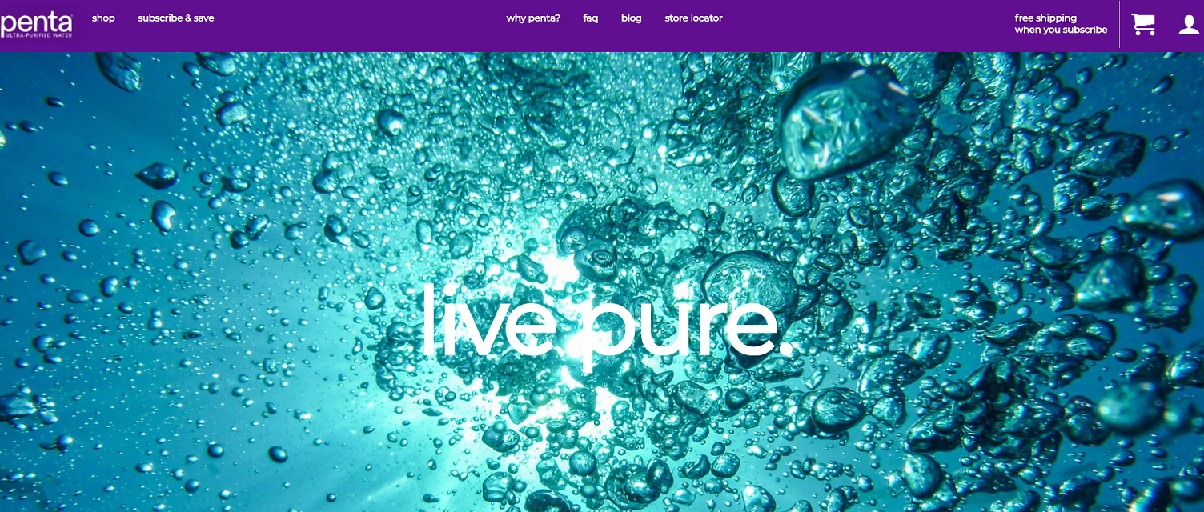 penta
ULTRA-PURIFIED WATER
shop
subscribe & save
why penta?
faq
blog
store locator
free shipping
when you subscribe
live pure.